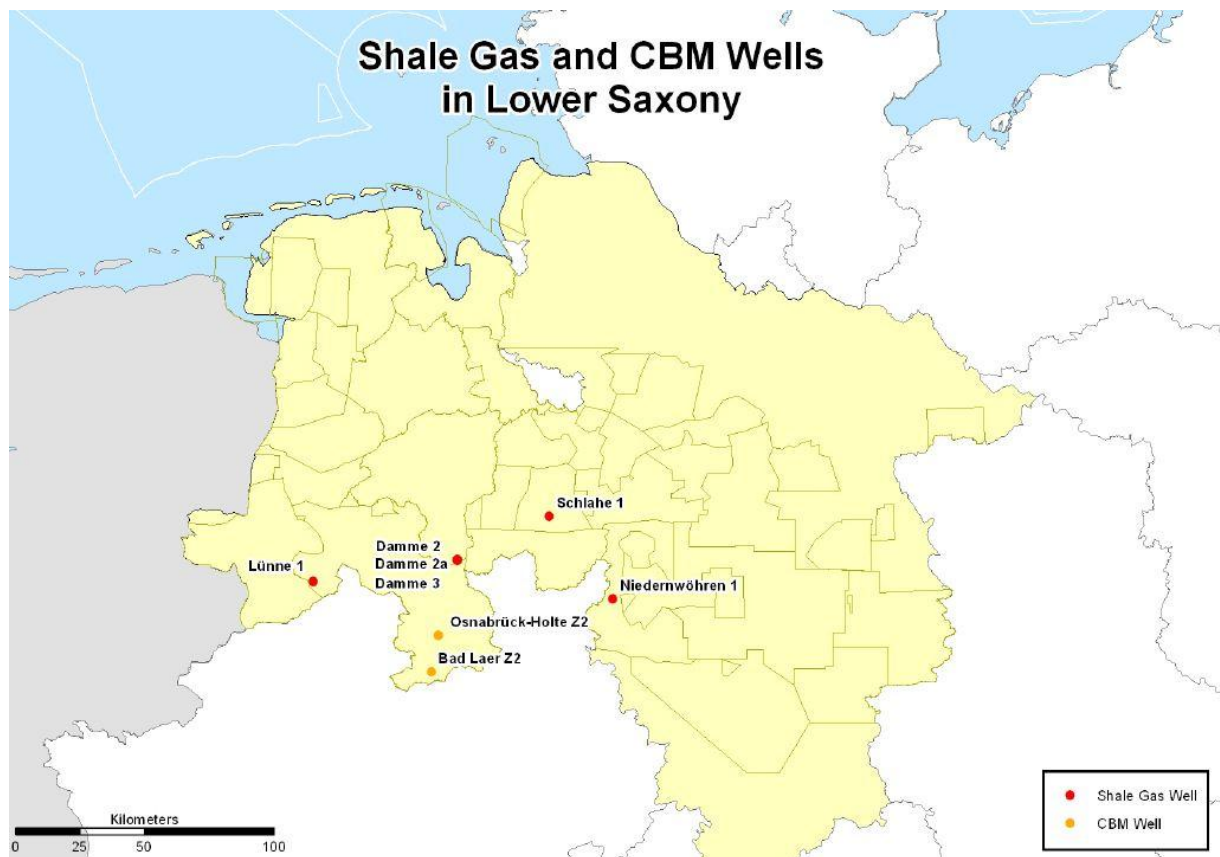 Shale Gas and CBM Wells
in Lower Saxony
Schlahe 1
Damme 2
Damme 2a
Damme 3
Lünne 1
Niedernwöhren 1
Osnabrück-Holte Z2
Bad Laer Z2
Shale Gas Well
CBM Well
Kilometers
0 25 50 100